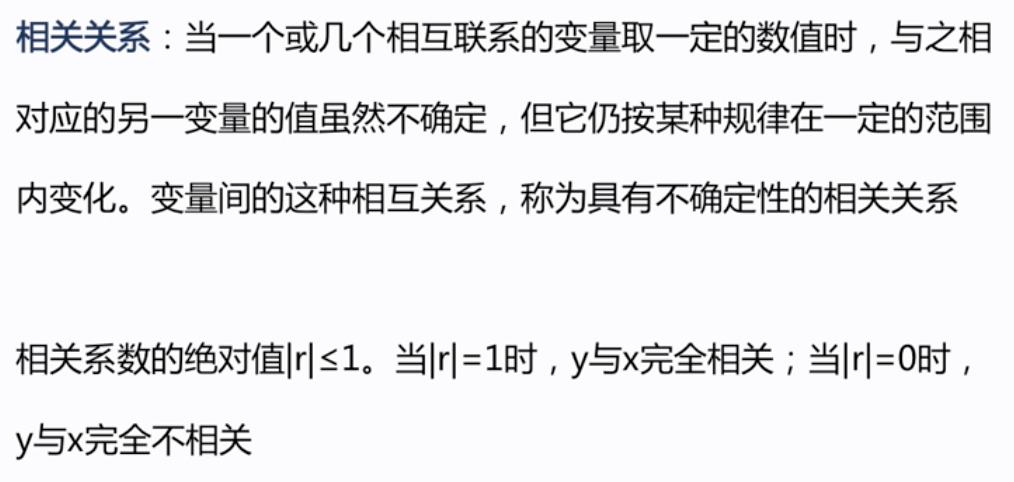 相关关系：当一个或几个相互联系的变量取一定的数值时，与之相
对应的另一变量的值虽然不确定，但它仍按某种规律在一定的范围
内变化。变量间的这种相互关系，称为具有不确定性的相关关系
相关系数的绝对值|r|≤1。当|r|=1时，y与x完全相关；当|r|=0时，
y与x完全不相关